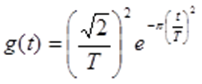 g(t) = (√2/T)² e^(-π(t/T)²)